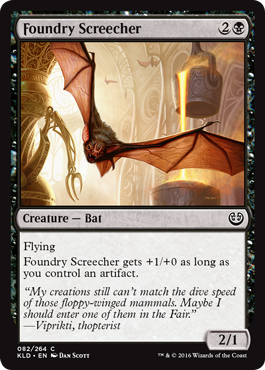 Foundry Screecher 2
Creature — Bat
Flying
Foundry Screecher gets +1/+0 as long as
you control an artifact.
“My creations still can't match the dive speed
of those floppy-winged mammals. Maybe I
should enter one of them in the Fair.”
—Viprikti, thopterist
2/1
082/264 C
KLD • EN DAN SCOTT
™ & © 2016 Wizards of the Coast